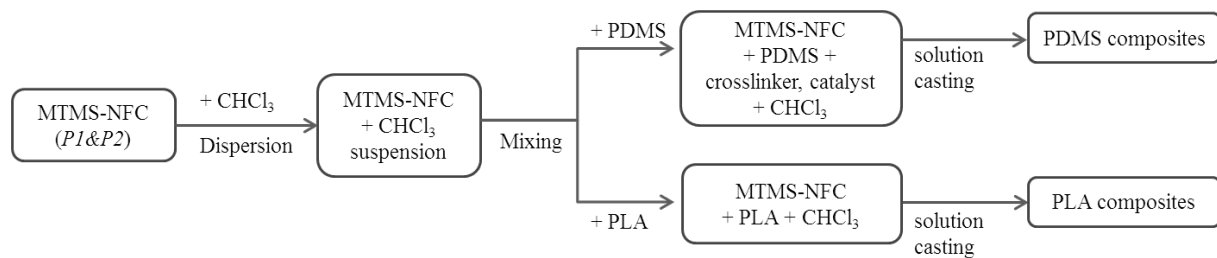 MTMS-NFC
(P1&P2)
+ CHCl₃
Dispersion
MTMS-NFC
+ CHCl₃
suspension
Mixing
+ PDMS
MTMS-NFC
+ PDMS +
crosslinker, catalyst
+ CHCl₃
solution
casting
PDMS composites
+ PLA
MTMS-NFC
+ PLA + CHCl₃
solution
casting
PLA composites